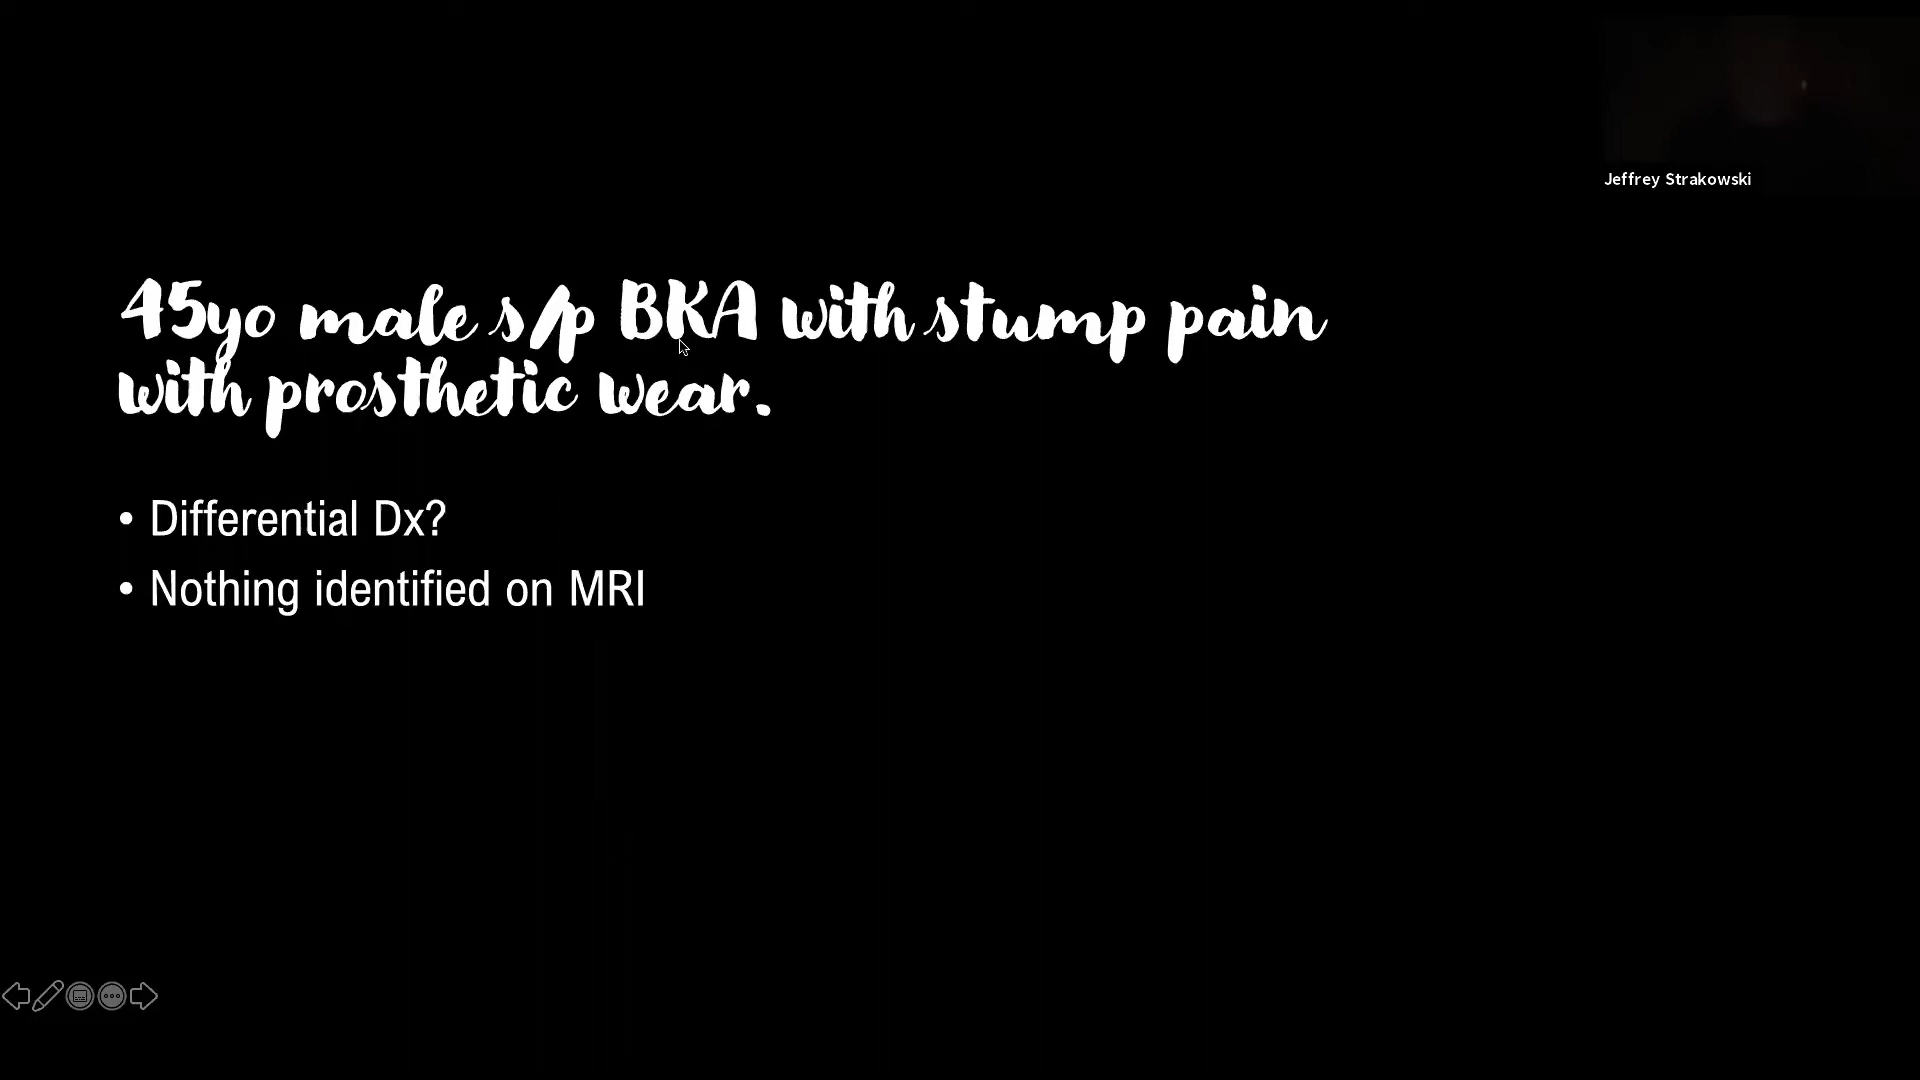 Jeffrey Strakowski
45yo male s/p BKA with stump pain
with prosthetic wear.
• Differential Dx?
• Nothing identified on MRI